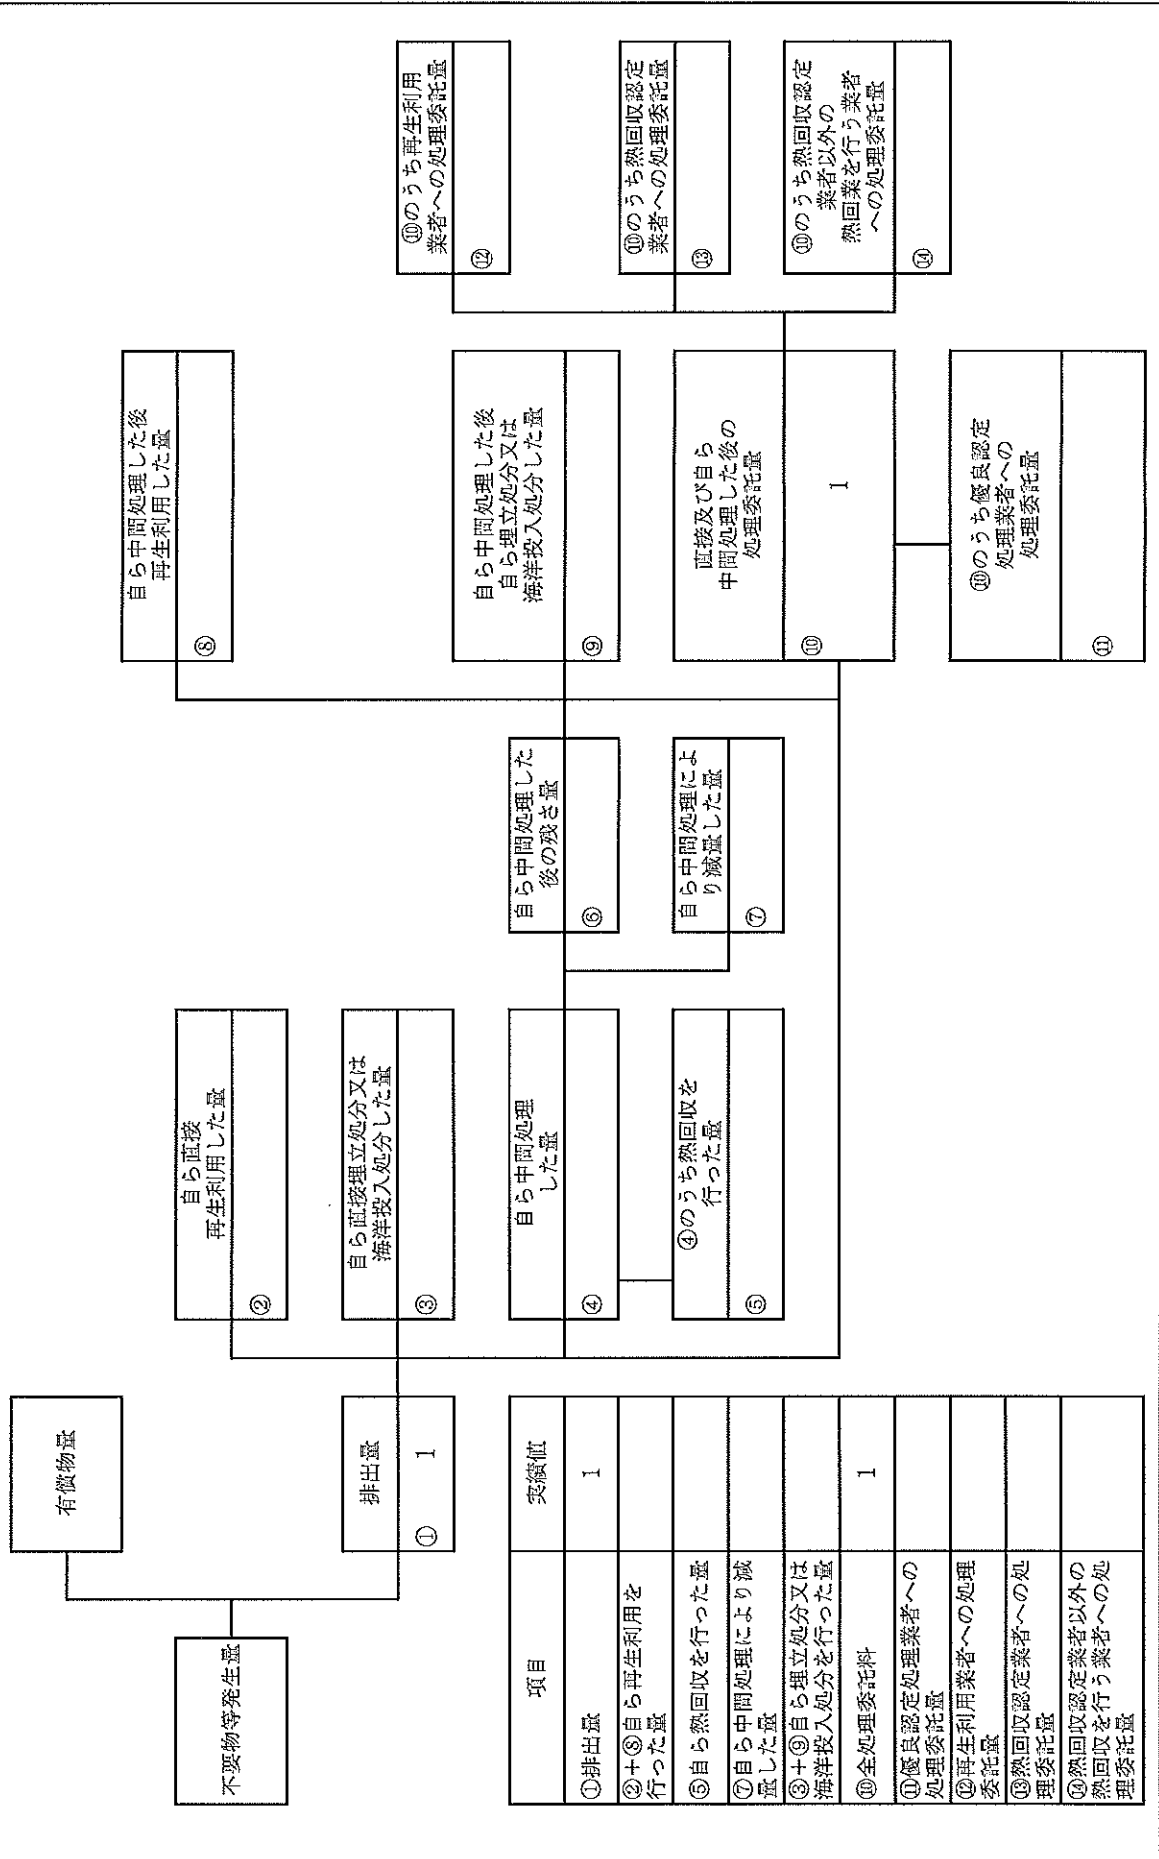 不要物等発生量
有償物量
排出量
① 1
自ら直接
再生利用した量
②
自ら直接埋立処分又は
海洋投入処分した量
③
自ら中間処理
した量
④
④のうち熱回収を
行った量
⑤
自ら中間処理した
後の残さ量
⑥
自ら中間処理によ
り減量した量
⑦
自ら中間処理した後
再生利用した量
⑧
自ら中間処理した後
自ら埋立処分又は
海洋投入処分した量
⑨
直接及び自ら
中間処理した後の
処理委託量
⑩ 1
⑩のうち優良認定
処理業者への
処理委託量
⑪
⑩のうち再生利用
業者への処理委託量
⑫
⑩のうち熱回収認定
業者への処理委託量
⑬
⑩のうち熱回収認定
業者以外の
熱回業を行う業者
への処理委託量
⑭
項目 実績値
①排出量 1
②+⑧自ら再生利用を
行った量
⑤自ら熱回収を行った量
⑦自ら中間処理により減
量した量
③+⑨自ら埋立処分又は
海洋投入処分を行った量
⑩全処理委託料 1
⑪優良認定処理業者への
処理委託量
⑫再生利用業者への処理
委託量
⑬熱回収認定業者への処
理委託量
⑭熱回収認定業者以外の
熱回収を行う業者への処
理委託量